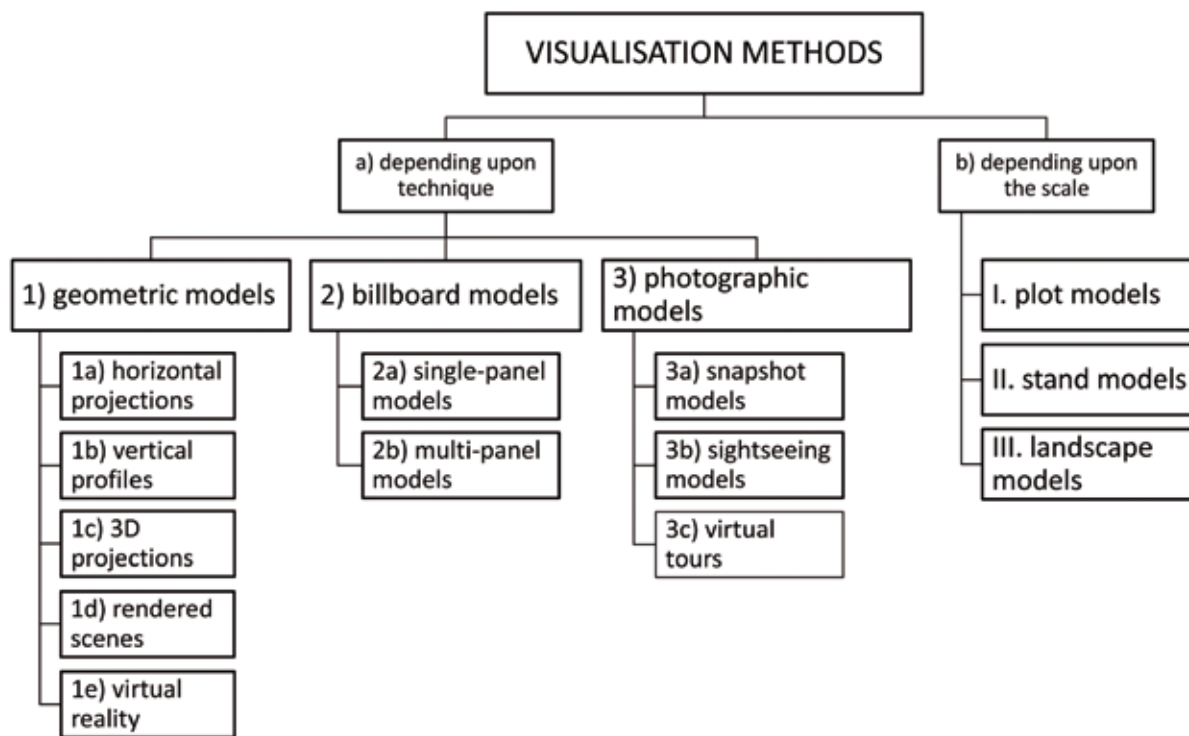 VISUALISATION METHODS
a) depending upon
technique
b) depending upon
the scale
1) geometric models
1a) horizontal
projections
1b) vertical
profiles
1c) 3D
projections
1d) rendered
scenes
1e) virtual
reality
2) billboard models
2a) single-panel
models
2b) multi-panel
models
3) photographic
models
3a) snapshot
models
3b) sightseeing
models
3c) virtual
tours
I. plot models
II. stand models
III. landscape
models